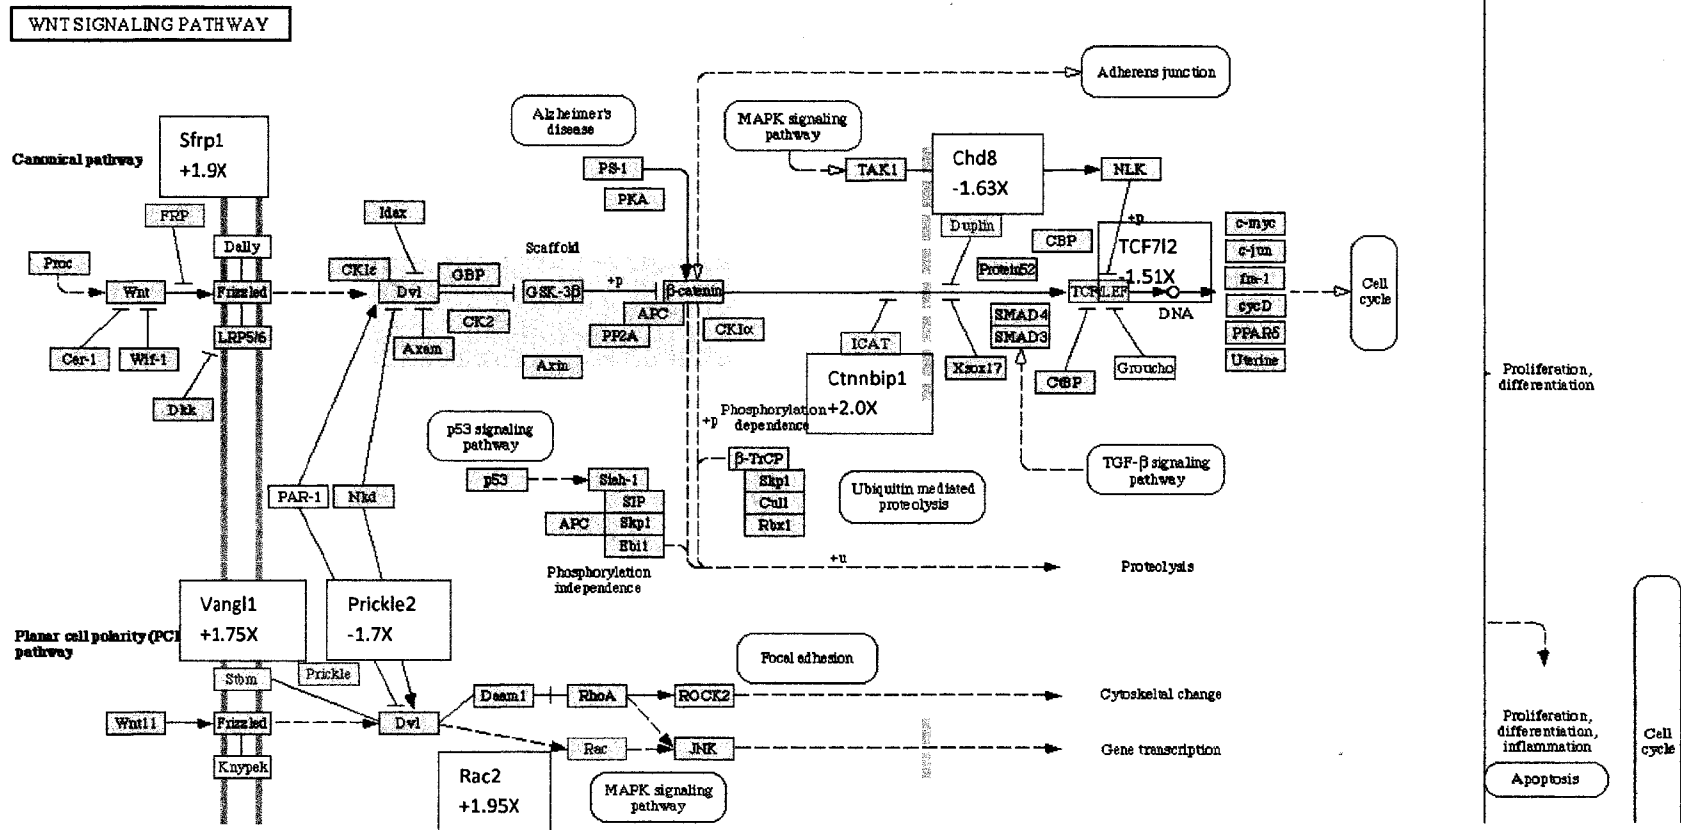 WNT SIGNALING PATHWAY
Adherens junction
Alzheimer's
disease
MAPK signaling
pathway
Sfrp1
+1.9X
Canonical pathway
PS-1
PKA
TAK1
Chd8
-1.63X
NLK
+p
FRP
Idax
Duplin
CBP
TCF7l2
-1.51X
c-myc
c-jun
fra-1
cycD
PPARδ
Uterine
Cell
cycle
Dally
Scaffold
Porc
CKIε
GBP
Protein52
Wnt
Frizzled
Dvl
GSK-3β
+p
β-catenin
TCF/LEF
DNA
APC
CK2
PP2A
CKIα
SMAD4
SMAD3
LRP5/6
Axam
ICAT
Cer-1
Wif-1
Axin
Xsox17
Groucho
CtBP
Dkk
Ctnnbip1
+2.0X
Phosphorylation
dependence
+p
p53 signaling
pathway
Proliferation,
differentiation
p53
Siah-1
SIP
APC
Skp1
Ebi1
β-TrCP
Skp1
Cul1
Rbx1
Ubiquitin mediated
proteolysis
TGF-β signaling
pathway
PAR-1
Nkd
Phosphorylation
independence
+u
Proteolysis
Vangl1
+1.75X
Prickle2
-1.7X
Planar cell polarity (PC
pathway
Stbm
Prickle
Focal adhesion
Daam1
RhoA
ROCK2
Cytoskeltal change
Wnt11
Frizzled
Dvl
Rac
JNK
Gene transcription
Knypek
Rac2
+1.95X
MAPK signaling
pathway
Proliferation,
differentiation,
inflammation
Apoptosis
Cell
cycle